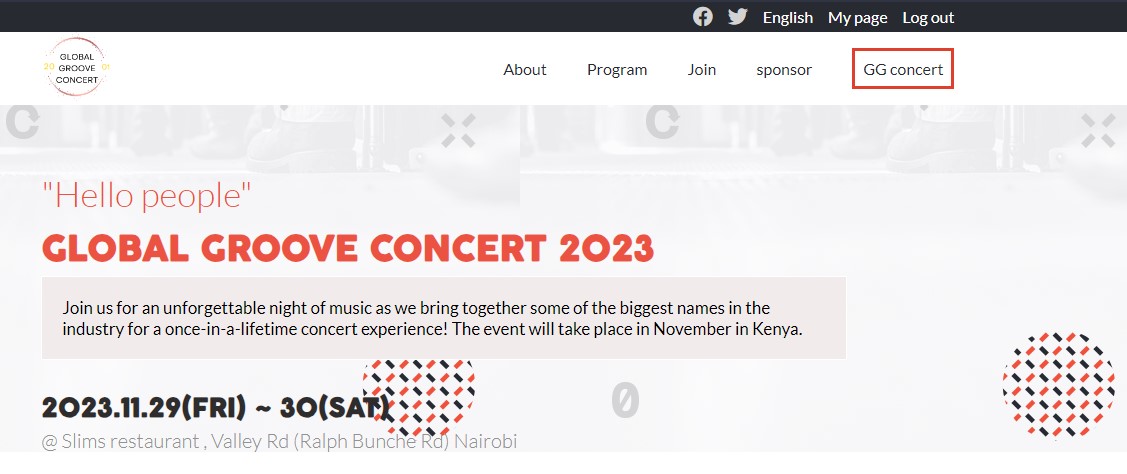 English My page Log out
GLOBAL
20 GROOVE 01
CONCERT
About Program Join sponsor GG concert
"Hello people"
GLOBAL GROOVE CONCERT 2023
Join us for an unforgettable night of music as we bring together some of the biggest names in the
industry for a once-in-a-lifetime concert experience! The event will take place in November in Kenya.
2023.11.29(FRI) ~ 30(SAT)
@ Slims restaurant , Valley Rd (Ralph Bunche Rd) Nairobi